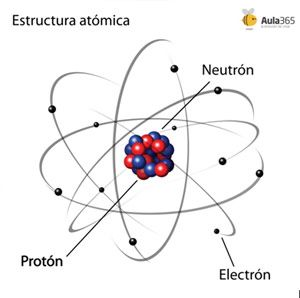 Estructura atómica
Aula365
Neutrón
Protón
Electrón